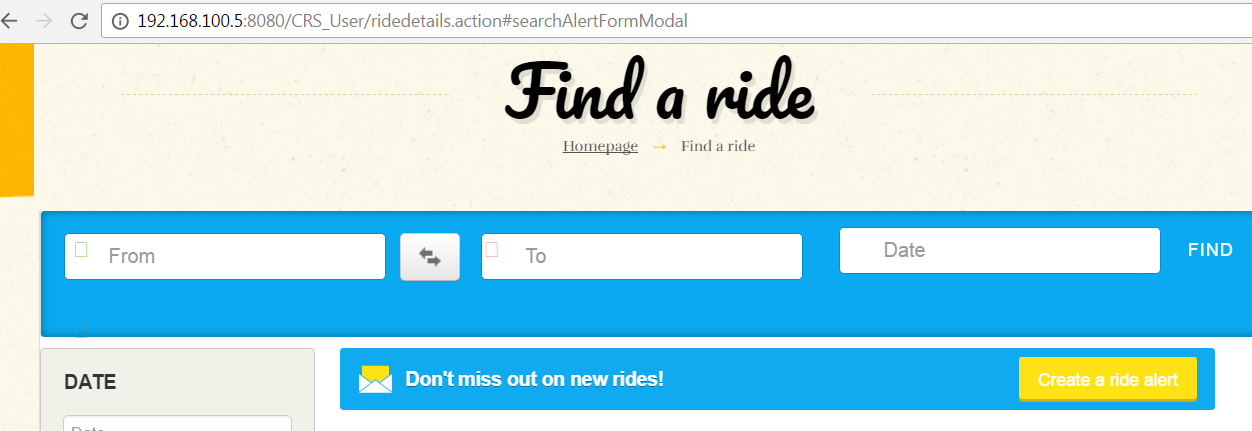 192.168.100.5:8080/CRS_User/ridedetails.action#searchAlertFormModal
Find a ride
Homepage → Find a ride
From To Date FIND
DATE
Don't miss out on new rides! Create a ride alert
Date